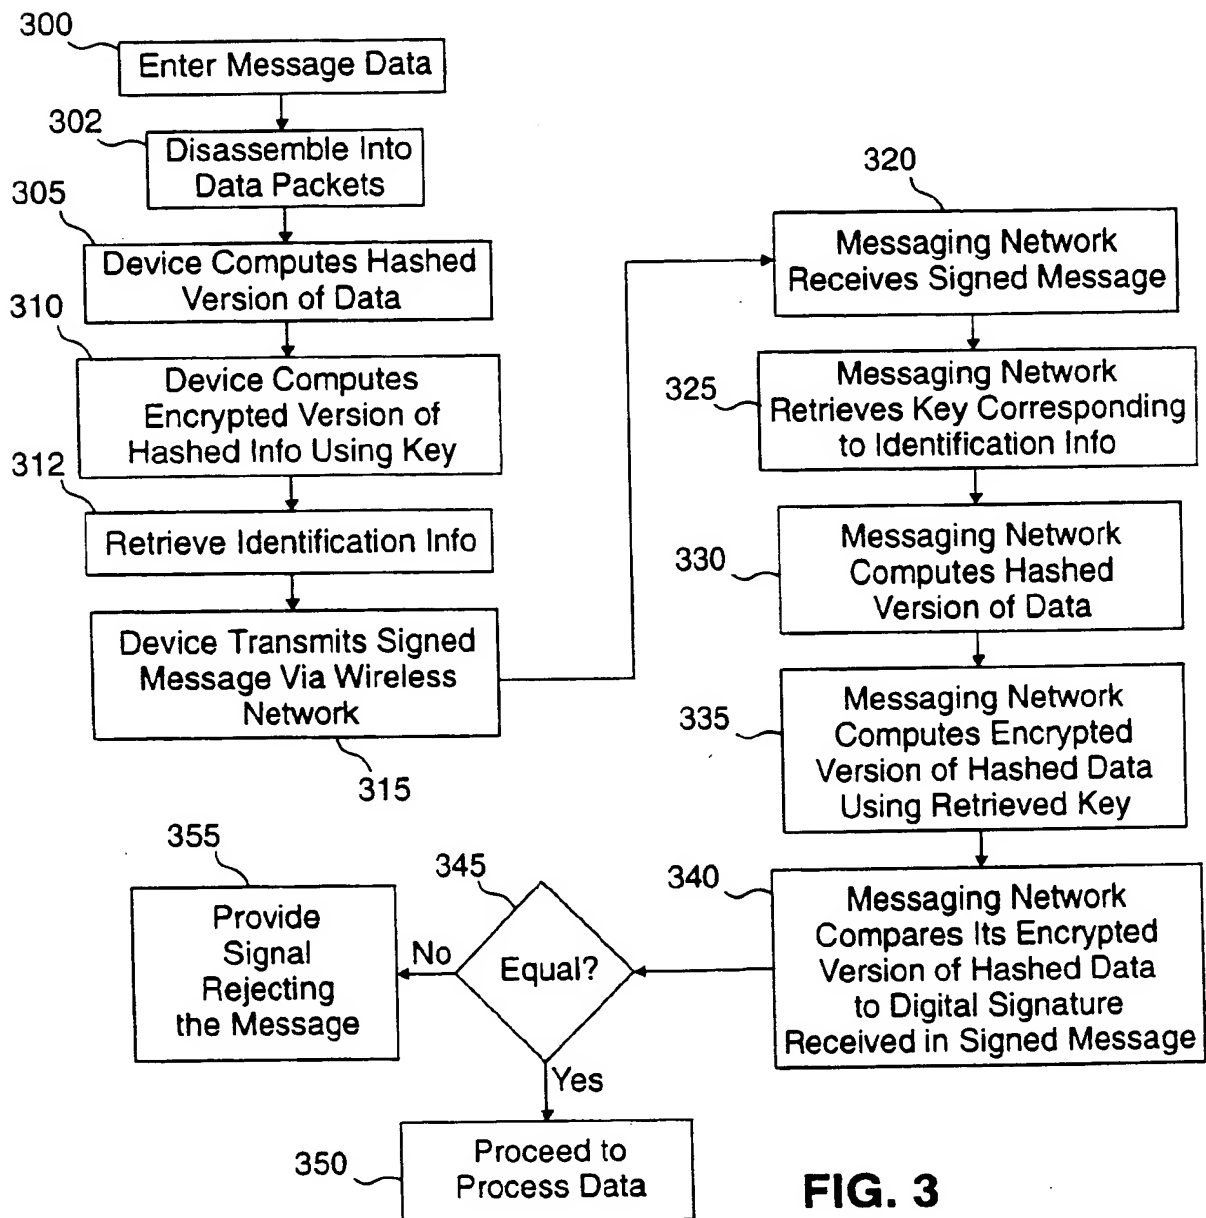 300
Enter Message Data
302
Disassemble Into
Data Packets
305
Device Computes Hashed
Version of Data
310
Device Computes
Encrypted Version of
Hashed Info Using Key
312
Retrieve Identification Info
Device Transmits Signed
Message Via Wireless
Network
315
320
Messaging Network
Receives Signed Message
325
Messaging Network
Retrieves Key Corresponding
to Identification Info
330
Messaging Network
Computes Hashed
Version of Data
335
Messaging Network
Computes Encrypted
Version of Hashed Data
Using Retrieved Key
340
Messaging Network
Compares Its Encrypted
Version of Hashed Data
to Digital Signature
Received in Signed Message
345
Equal?
No
Yes
355
Provide
Signal
Rejecting
the Message
350
Proceed to
Process Data
FIG. 3